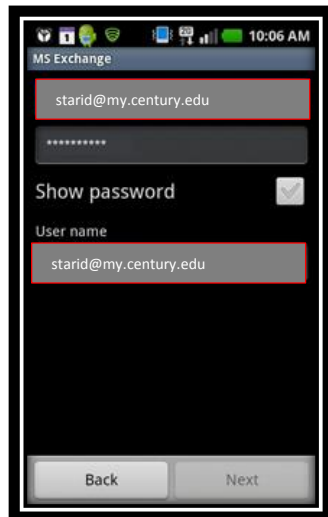 10:06 AM
MS Exchange
starid@my.century.edu
**********
Show password
User name
starid@my.century.edu
Back Next